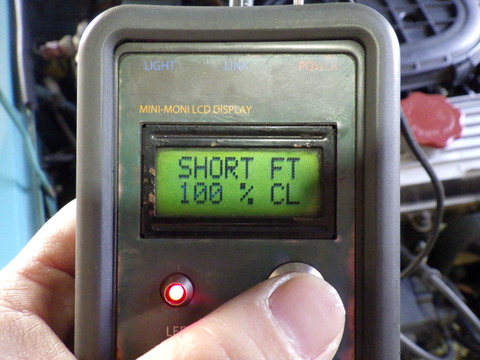 LIGHT LINK POWER
MINI-MONI LCD DISPLAY
SHORT FT
100 % CL